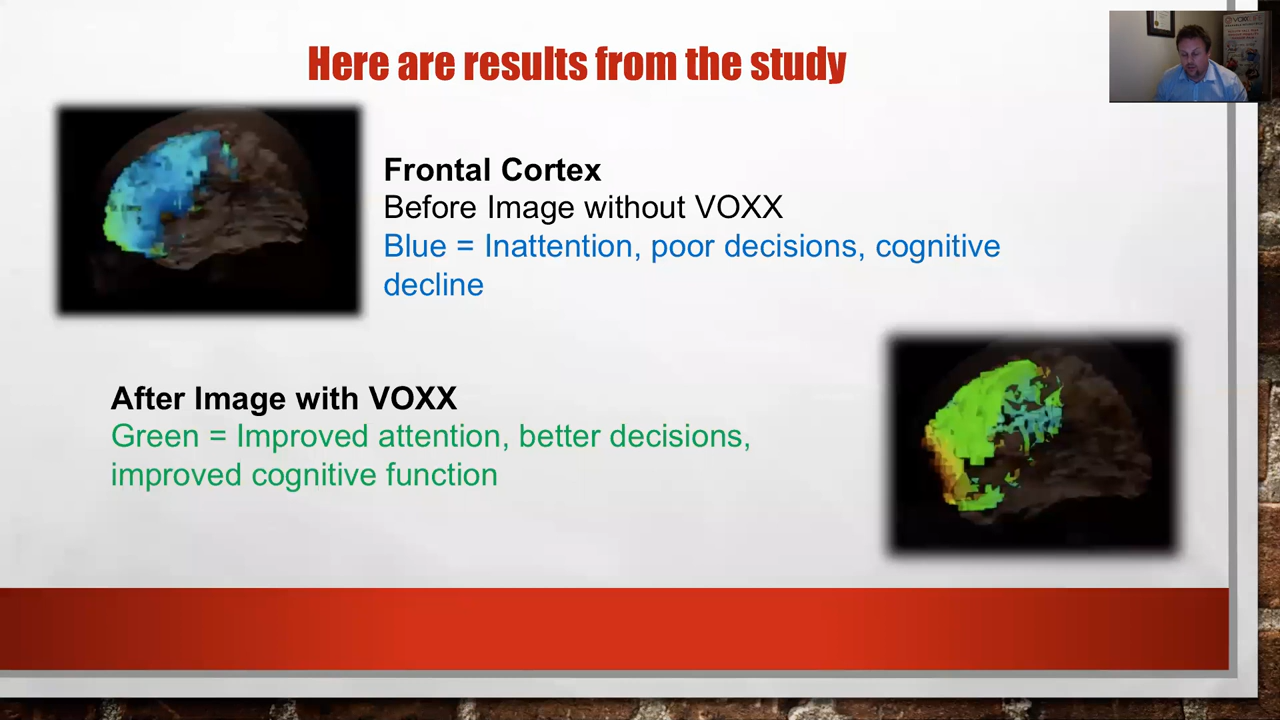 Here are results from the study
Frontal Cortex
Before Image without VOXX
Blue = Inattention, poor decisions, cognitive
decline
After Image with VOXX
Green = Improved attention, better decisions,
improved cognitive function